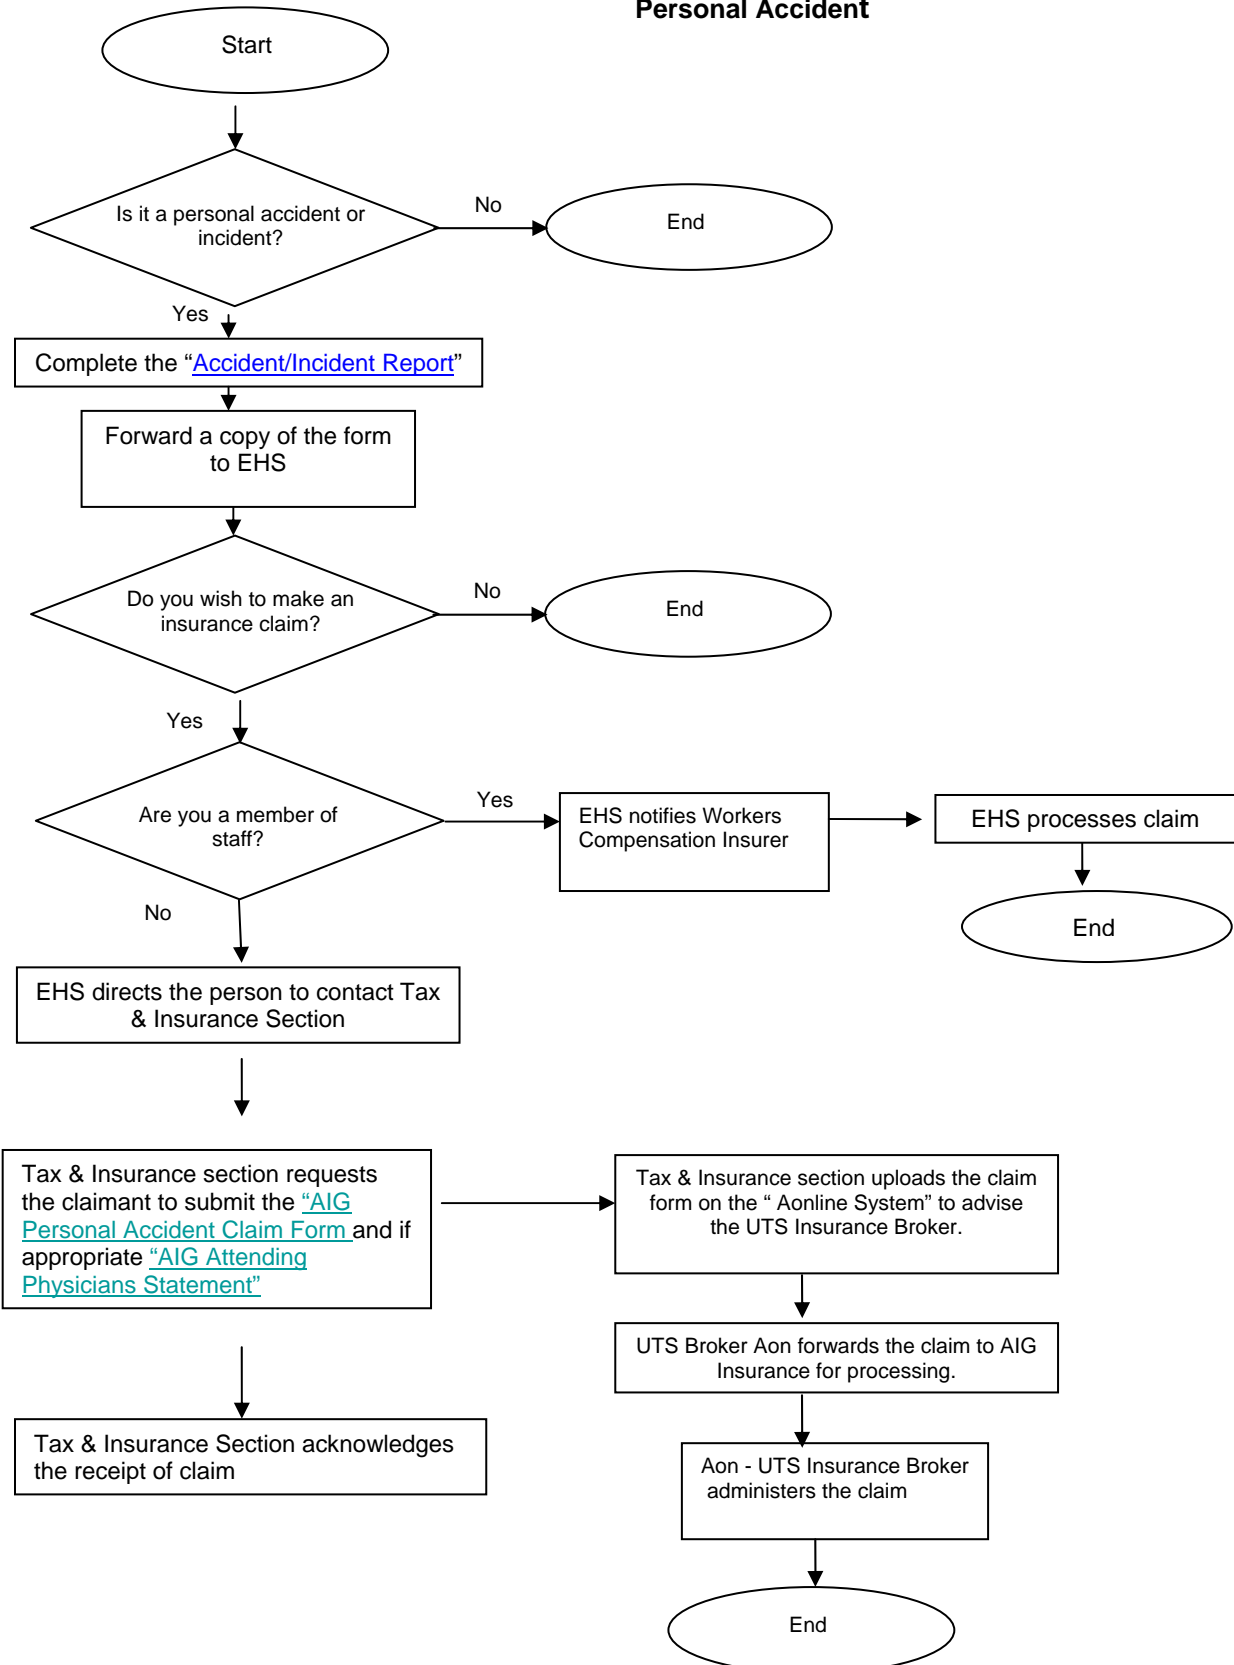 Personal Accident
Start
Is it a personal accident or
incident?
No
End
Yes
Complete the “Accident/Incident Report”
Forward a copy of the form
to EHS
Do you wish to make an
insurance claim?
No
End
Yes
Are you a member of
staff?
Yes
EHS notifies Workers
Compensation Insurer
EHS processes claim
End
No
EHS directs the person to contact Tax
& Insurance Section
Tax & Insurance section requests
the claimant to submit the “AIG
Personal Accident Claim Form and if
appropriate “AIG Attending
Physicians Statement”
Tax & Insurance section uploads the claim
form on the “ Aonline System” to advise
the UTS Insurance Broker.
UTS Broker Aon forwards the claim to AIG
Insurance for processing.
Tax & Insurance Section acknowledges
the receipt of claim
Aon - UTS Insurance Broker
administers the claim
End